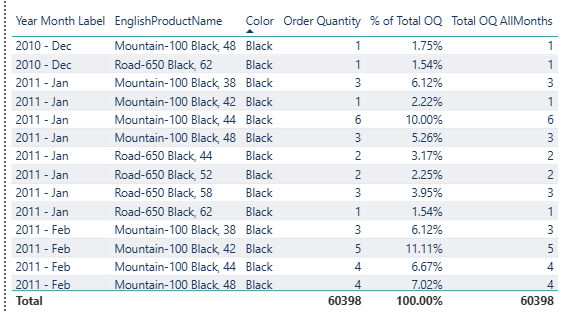 Year Month Label EnglishProductName Color Order Quantity % of Total OQ Total OQ AllMonths
2010 - Dec Mountain-100 Black, 48 Black 1 1.75% 1
2010 - Dec Road-650 Black, 62 Black 1 1.54% 1
2011 - Jan Mountain-100 Black, 38 Black 3 6.12% 3
2011 - Jan Mountain-100 Black, 42 Black 1 2.22% 1
2011 - Jan Mountain-100 Black, 44 Black 6 10.00% 6
2011 - Jan Mountain-100 Black, 48 Black 3 5.26% 3
2011 - Jan Road-650 Black, 44 Black 2 3.17% 2
2011 - Jan Road-650 Black, 52 Black 2 2.25% 2
2011 - Jan Road-650 Black, 58 Black 3 3.95% 3
2011 - Jan Road-650 Black, 62 Black 1 1.54% 1
2011 - Feb Mountain-100 Black, 38 Black 3 6.12% 3
2011 - Feb Mountain-100 Black, 42 Black 5 11.11% 5
2011 - Feb Mountain-100 Black, 44 Black 4 6.67% 4
2011 - Feb Mountain-100 Black, 48 Black 4 7.02% 4
Total 60398 100.00% 60398